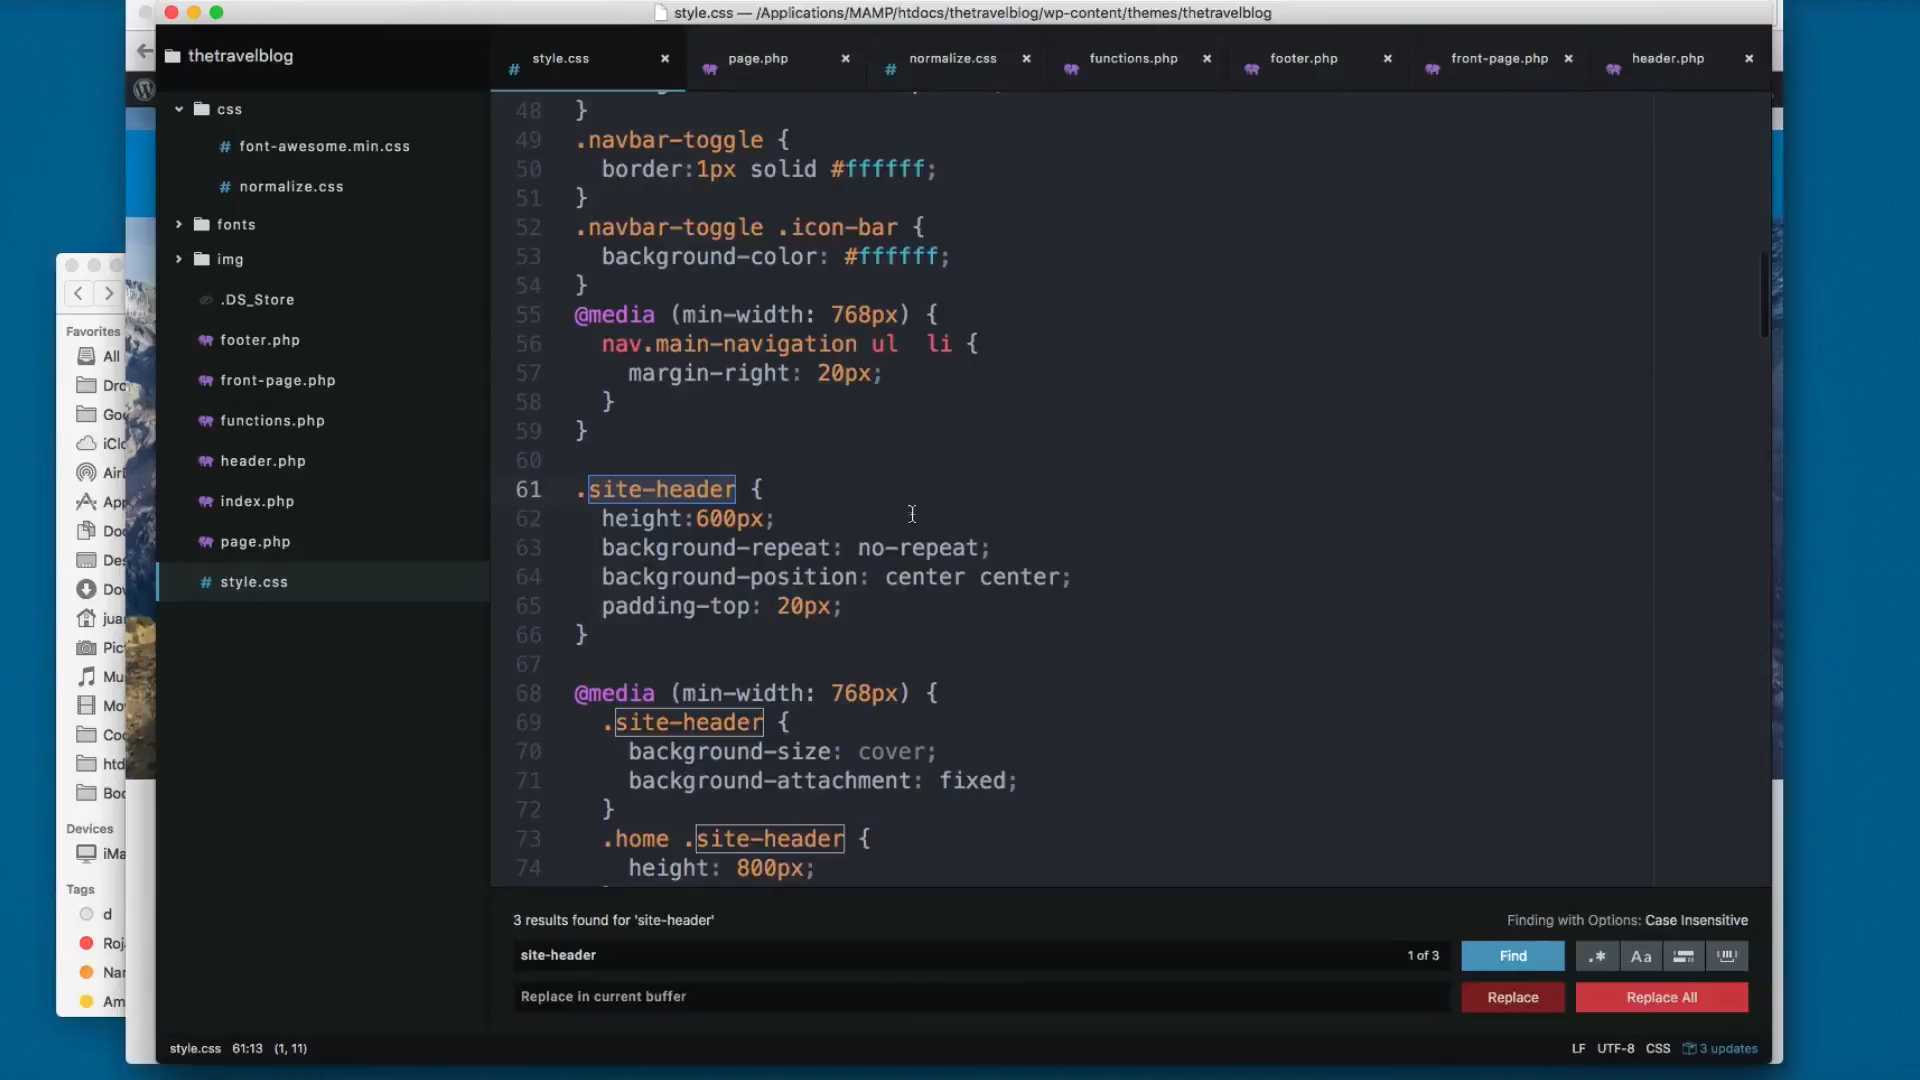 style.css — /Applications/MAMP/htdocs/thetravelblog/wp-content/themes/thetravelblog
thetravelblog
style.css
page.php
normalize.css
functions.php
footer.php
front-page.php
header.php
css
font-awesome.min.css
normalize.css
fonts
img
.DS_Store
footer.php
front-page.php
functions.php
header.php
index.php
page.php
style.css
48 }
49 .navbar-toggle {
50 border:1px solid #ffffff;
51 }
52 .navbar-toggle .icon-bar {
53 background-color: #ffffff;
54 }
55 @media (min-width: 768px) {
56 nav.main-navigation ul  li {
57 margin-right: 20px;
58 }
59 }
60
61 .site-header {
62 height:600px;
63 background-repeat: no-repeat;
64 background-position: center center;
65 padding-top: 20px;
66 }
67
68 @media (min-width: 768px) {
69 .site-header {
70 background-size: cover;
71 background-attachment: fixed;
72 }
73 .home .site-header {
74 height: 800px;
3 results found for 'site-header'
Finding with Options: Case Insensitive
site-header
1 of 3
Find
.*
Aa
Replace in current buffer
Replace
Replace All
style.css 61:13 (1, 11)
LF UTF-8 CSS 3 updates
Favorites
All
Dro
Goo
iClo
AirD
App
Doc
Des
Dow
juan
Pict
Mus
Mov
htd
Devices
iMa
Tags
d
Roj
Nar
Am